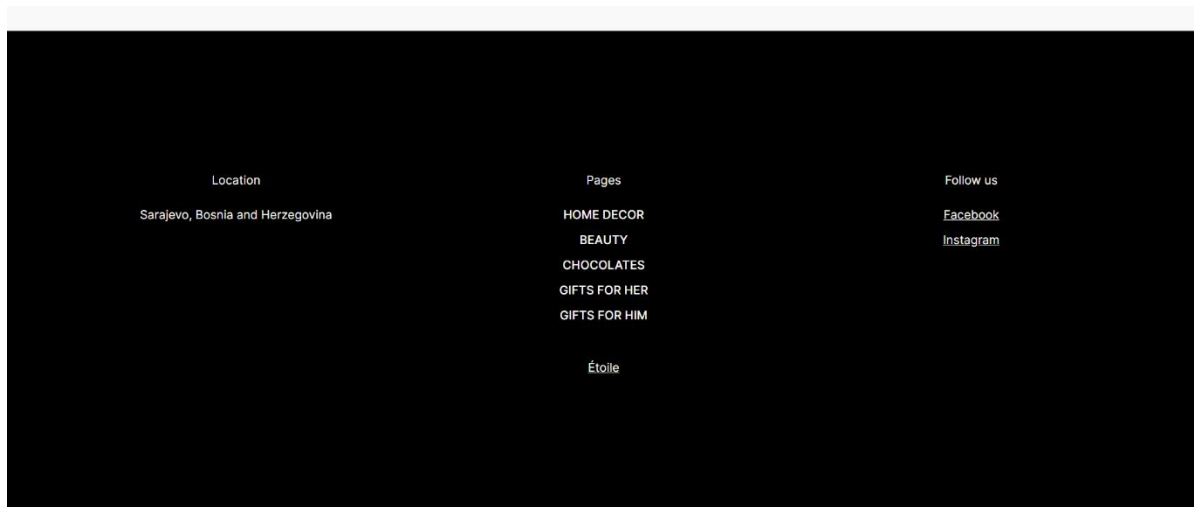 Location
Sarajevo, Bosnia and Herzegovina
Pages
HOME DECOR
BEAUTY
CHOCOLATES
GIFTS FOR HER
GIFTS FOR HIM
Étoile
Follow us
Facebook
Instagram